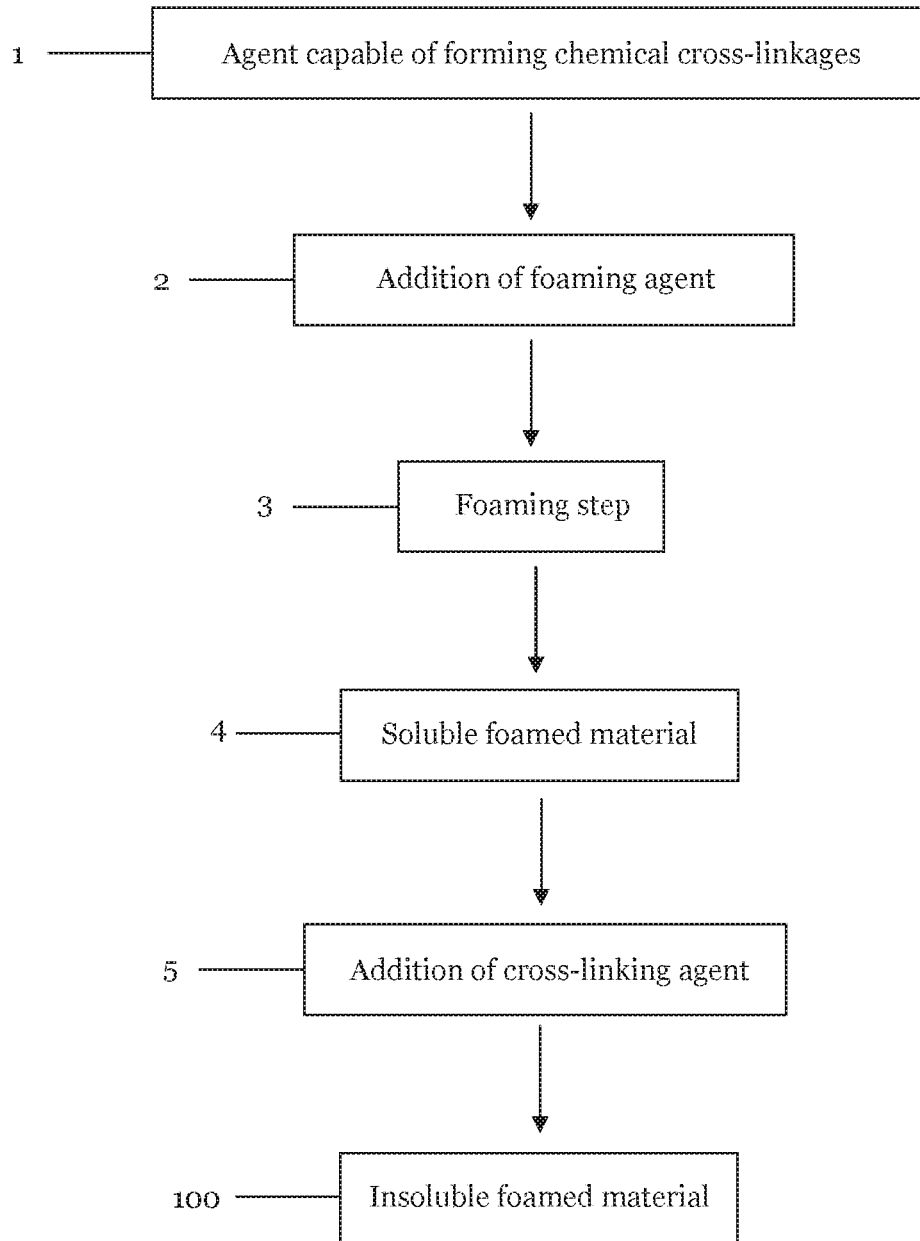 1 Agent capable of forming chemical cross-linkages
2 Addition of foaming agent
3 Foaming step
4 Soluble foamed material
5 Addition of cross-linking agent
100 Insoluble foamed material